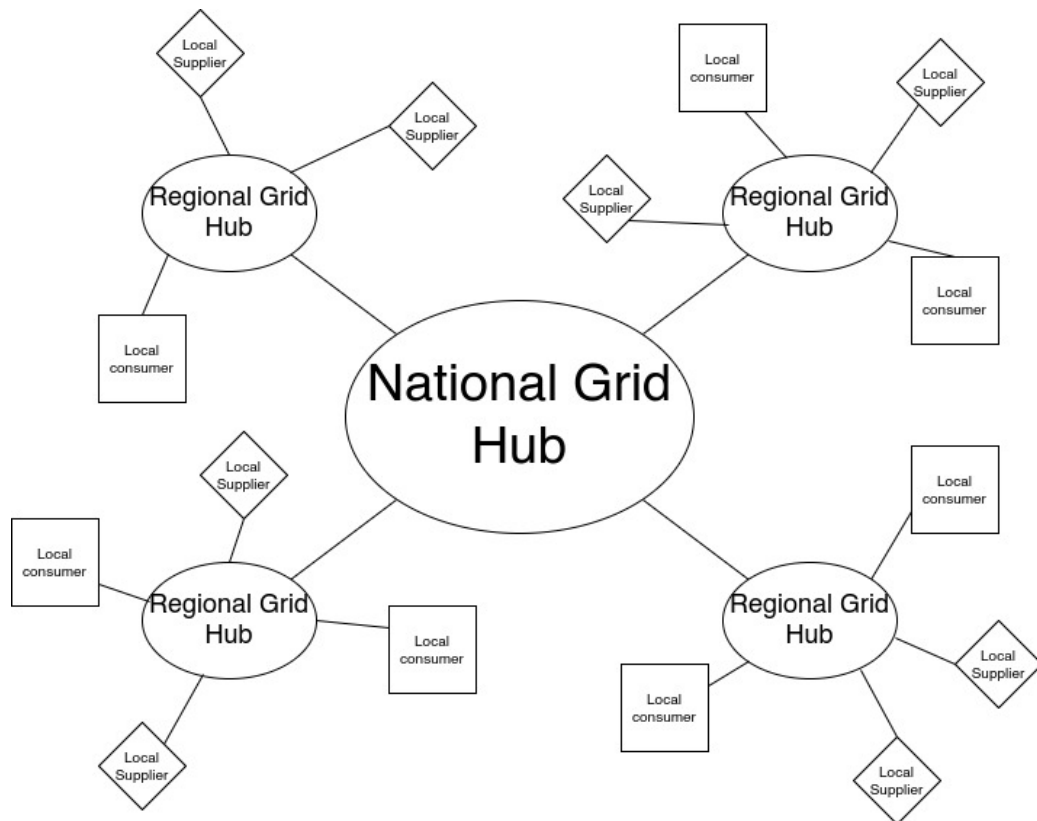 Local
Supplier
Local
Supplier
Regional Grid
Hub
Local
consumer
Local
consumer
Local
Supplier
Local
Supplier
Regional Grid
Hub
Local
consumer
National Grid
Hub
Local
Supplier
Local
consumer
Regional Grid
Hub
Local
consumer
Local
Supplier
Local
consumer
Regional Grid
Hub
Local
Supplier
Local
consumer
Local
Supplier